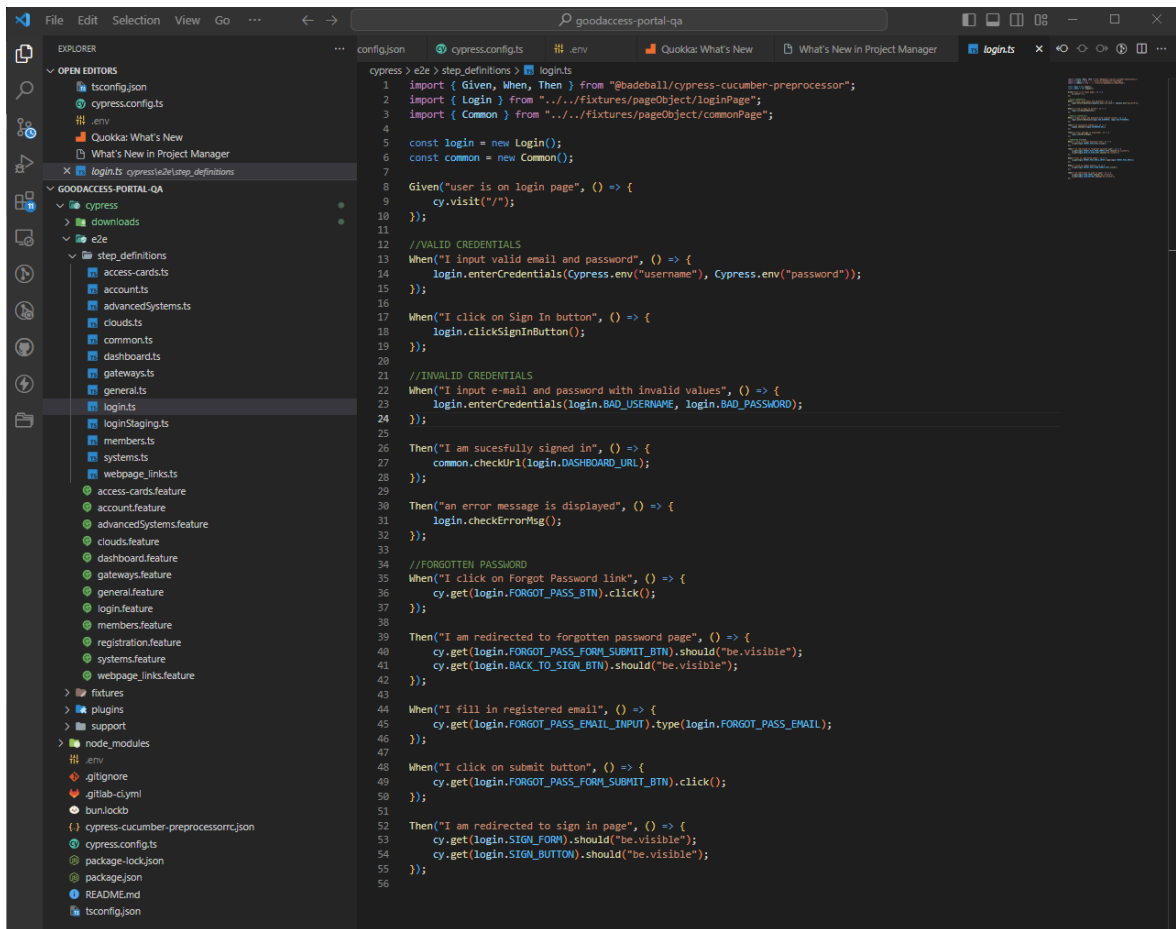 File Edit Selection View Go ··· ← → goodaccess-portal-qa
EXPLORER ···
OPEN EDITORS
tsconfig.json
cypress.config.ts
.env
Quokka: What's New
What's New in Project Manager
login.ts cypress\e2e\step_definitions
GOODACCESS-PORTAL-QA
cypress
downloads
e2e
step_definitions
access-cards.ts
account.ts
advancedSystems.ts
clouds.ts
common.ts
dashboard.ts
gateways.ts
general.ts
login.ts
loginStaging.ts
members.ts
systems.ts
webpage_links.ts
access-cards.feature
account.feature
advancedSystems.feature
clouds.feature
dashboard.feature
gateways.feature
general.feature
login.feature
members.feature
registration.feature
systems.feature
webpage_links.feature
fixtures
plugins
support
node_modules
.env
.gitignore
.gitlab-ci.yml
bun.lockb
cypress-cucumber-preprocessorrc.json
cypress.config.ts
package-lock.json
package.json
README.md
tsconfig.json
11
config.json cypress.config.ts .env Quokka: What's New What's New in Project Manager login.ts
cypress > e2e > step_definitions > login.ts
1 import { Given, When, Then } from "@badeball/cypress-cucumber-preprocessor";
2 import { Login } from "../../fixtures/pageObject/loginPage";
3 import { Common } from "../../fixtures/pageObject/commonPage";
4
5 const login = new Login();
6 const common = new Common();
7
8 Given("user is on login page", () => {
9 cy.visit("/");
10 });
11
12 //VALID CREDENTIALS
13 When("I input valid email and password", () => {
14 login.enterCredentials(Cypress.env("username"), Cypress.env("password"));
15 });
16
17 When("I click on Sign In button", () => {
18 login.clickSignInButton();
19 });
20
21 //INVALID CREDENTIALS
22 When("I input e-mail and password with invalid values", () => {
23 login.enterCredentials(login.BAD_USERNAME, login.BAD_PASSWORD);
24 });
25
26 Then("I am sucesfully signed in", () => {
27 common.checkUrl(login.DASHBOARD_URL);
28 });
29
30 Then("an error message is displayed", () => {
31 login.checkErrorMsg();
32 });
33
34 //FORGOTTEN PASSWORD
35 When("I click on Forgot Password link", () => {
36 cy.get(login.FORGOT_PASS_BTN).click();
37 });
38
39 Then("I am redirected to forgotten password page", () => {
40 cy.get(login.FORGOT_PASS_FORM_SUBMIT_BTN).should("be.visible");
41 cy.get(login.BACK_TO_SIGN_BTN).should("be.visible");
42 });
43
44 When("I fill in registered email", () => {
45 cy.get(login.FORGOT_PASS_EMAIL_INPUT).type(login.FORGOT_PASS_EMAIL);
46 });
47
48 When("I click on submit button", () => {
49 cy.get(login.FORGOT_PASS_FORM_SUBMIT_BTN).click();
50 });
51
52 Then("I am redirected to sign in page", () => {
53 cy.get(login.SIGN_FORM).should("be.visible");
54 cy.get(login.SIGN_BUTTON).should("be.visible");
55 });
56